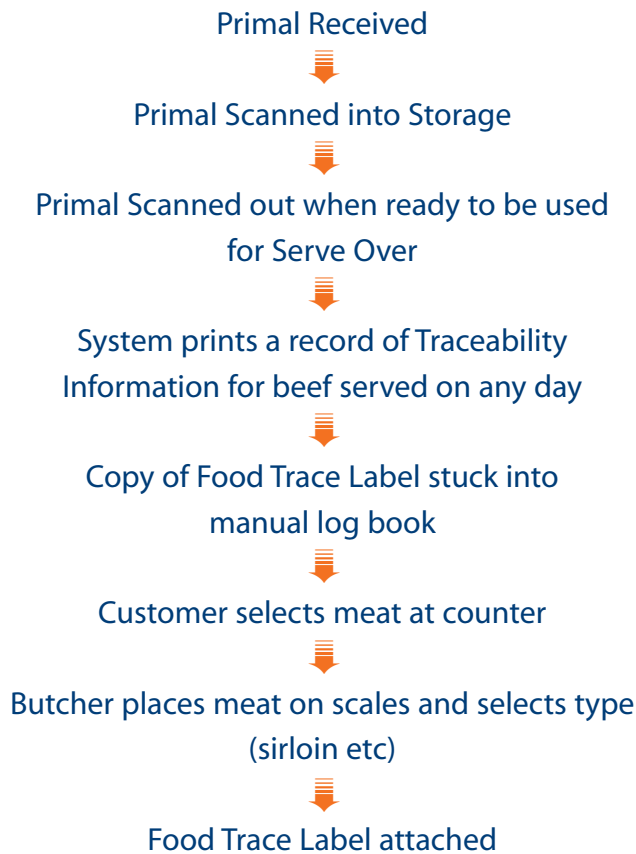 Primal Received
Primal Scanned into Storage
Primal Scanned out when ready to be used
for Serve Over
System prints a record of Traceability
Information for beef served on any day
Copy of Food Trace Label stuck into
manual log book
Customer selects meat at counter
Butcher places meat on scales and selects type
(sirloin etc)
Food Trace Label attached